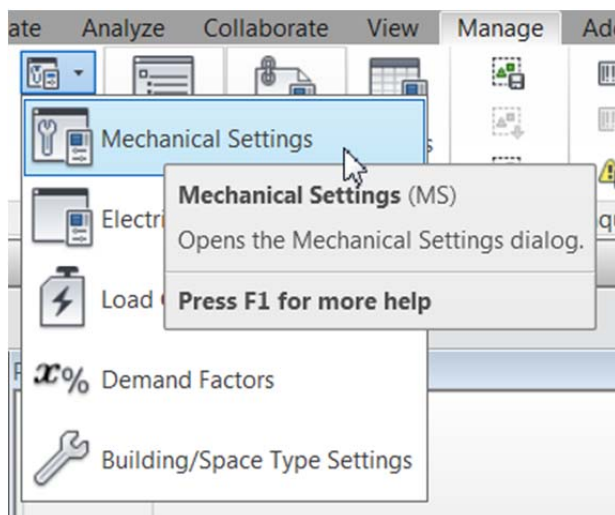 ate Analyze Collaborate View Manage Ad
Mechanical Settings
Mechanical Settings (MS)
Opens the Mechanical Settings dialog.
Press F1 for more help
Electri
Load
x% Demand Factors
Building/Space Type Settings